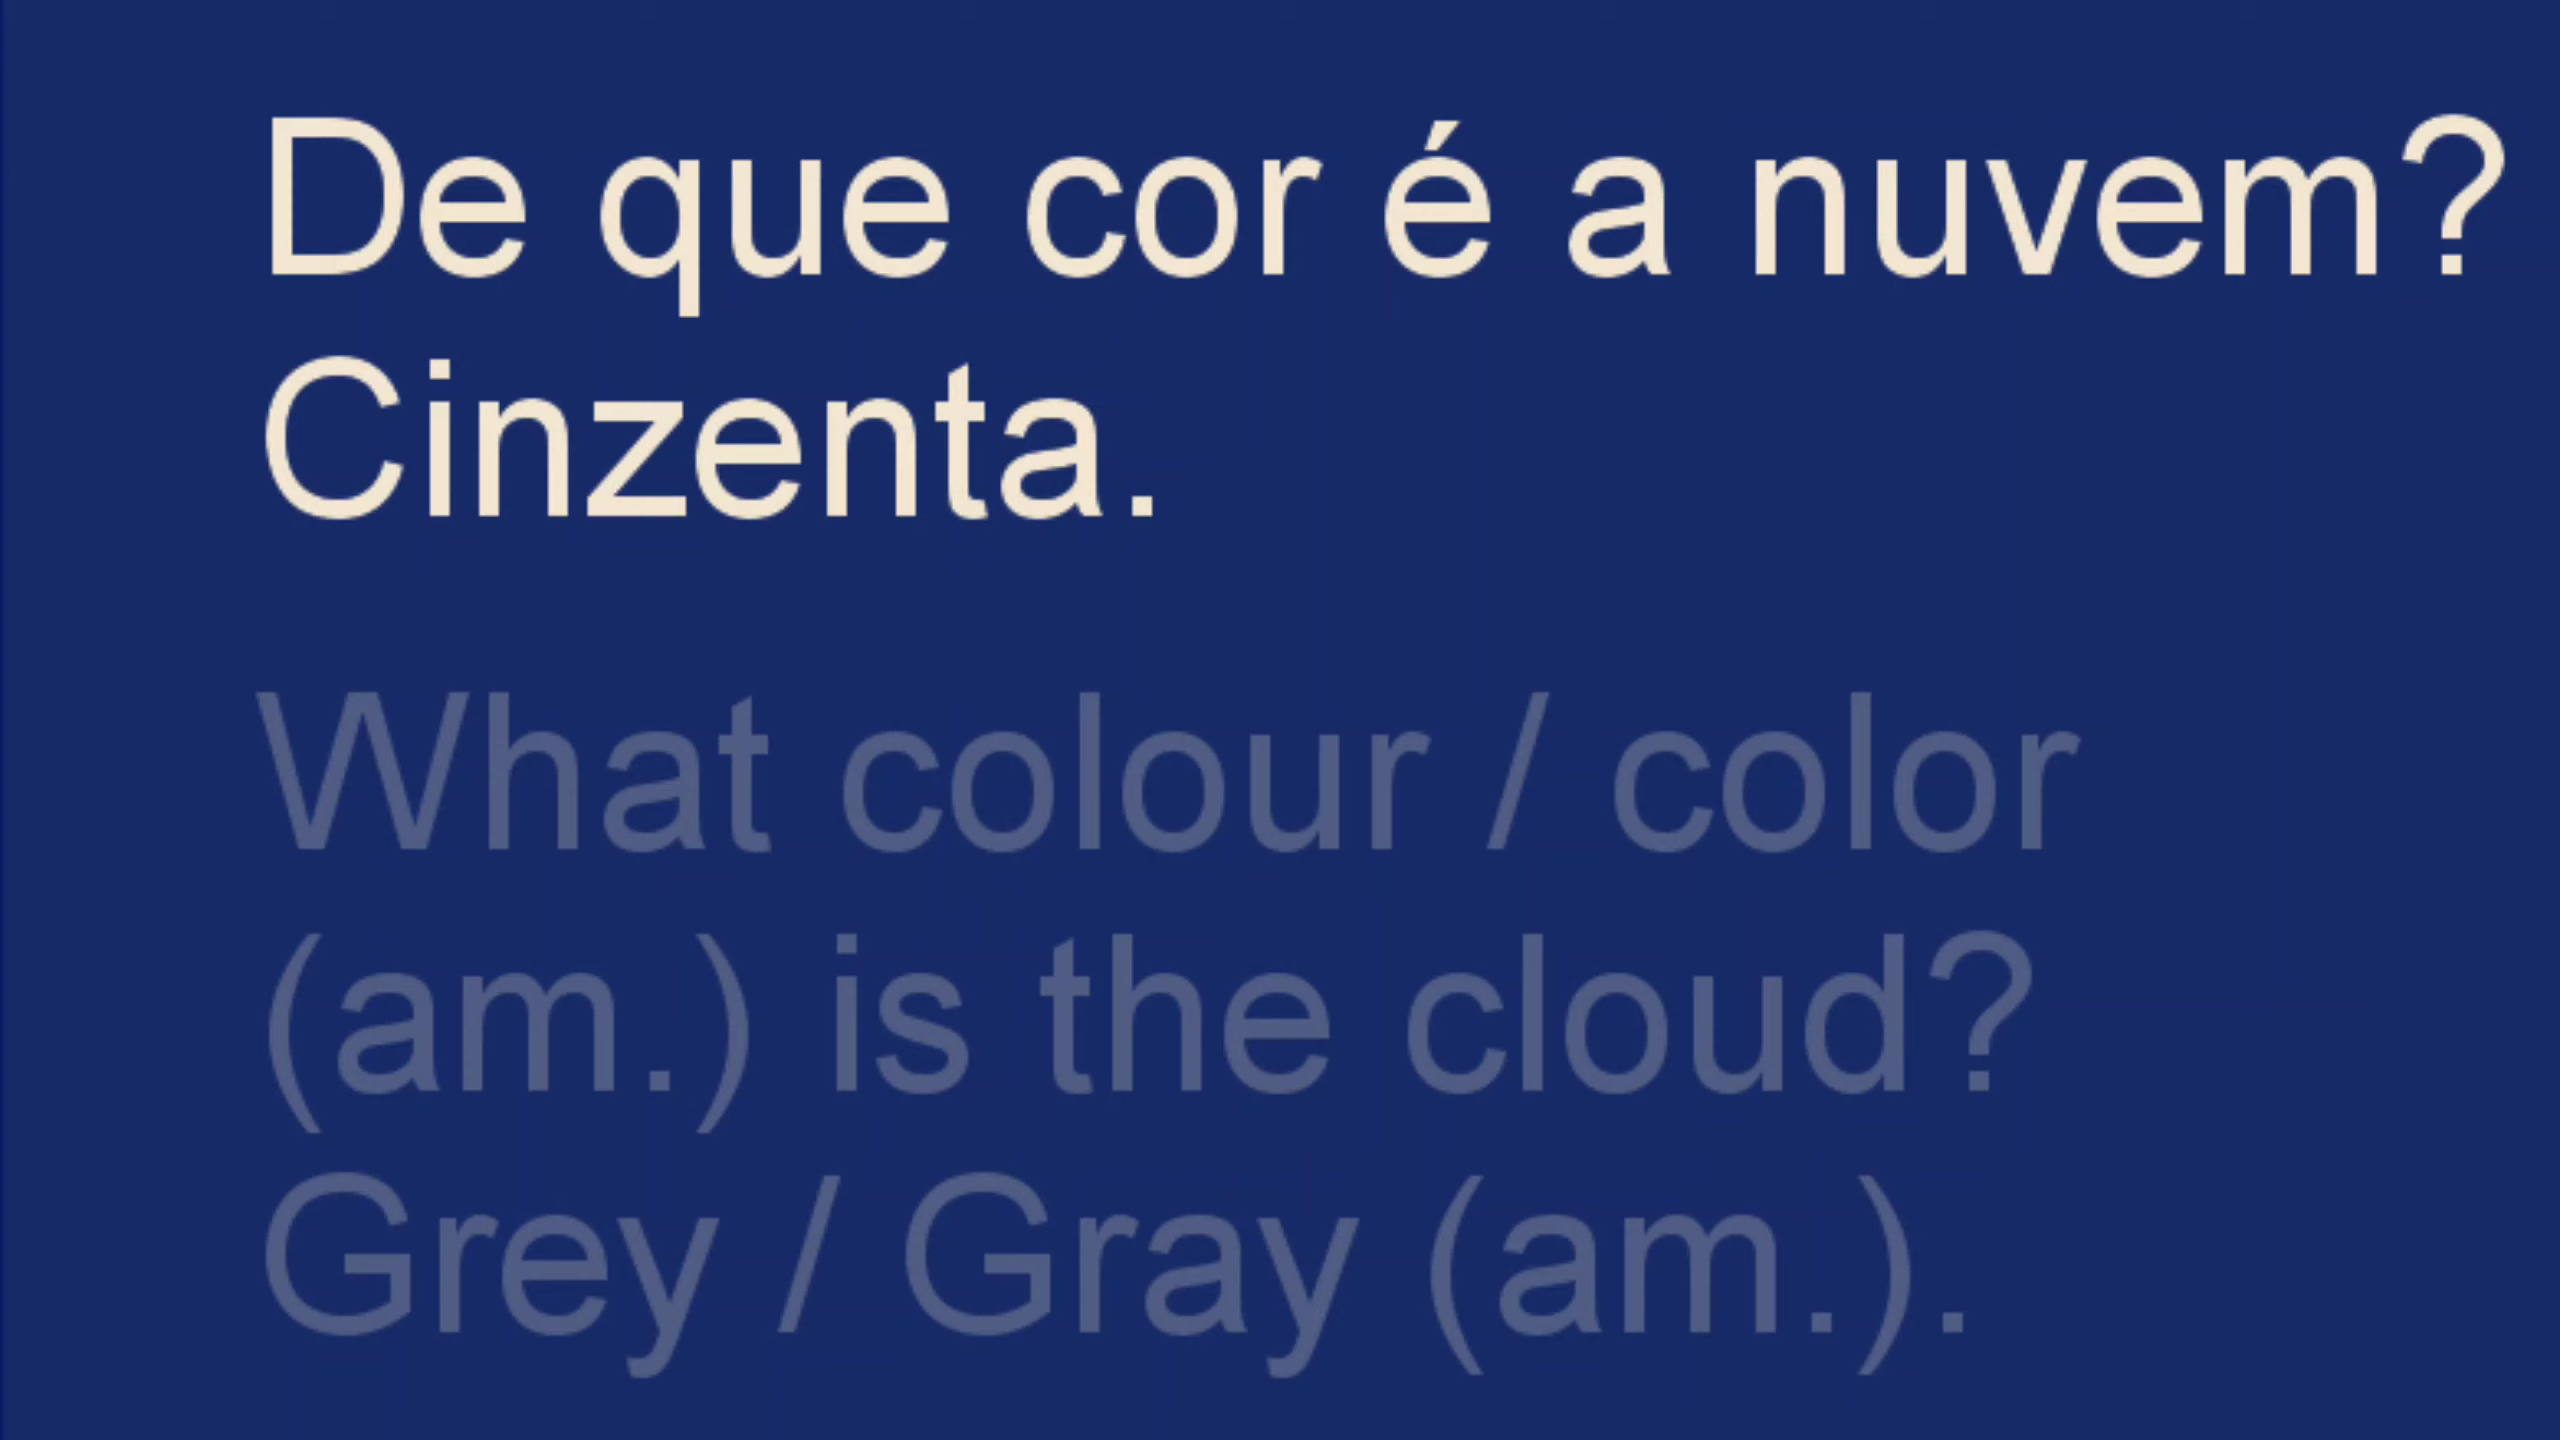 De que cor é a nuvem?
Cinzenta.
What colour / color
(am.) is the cloud?
Grey / Gray (am.).